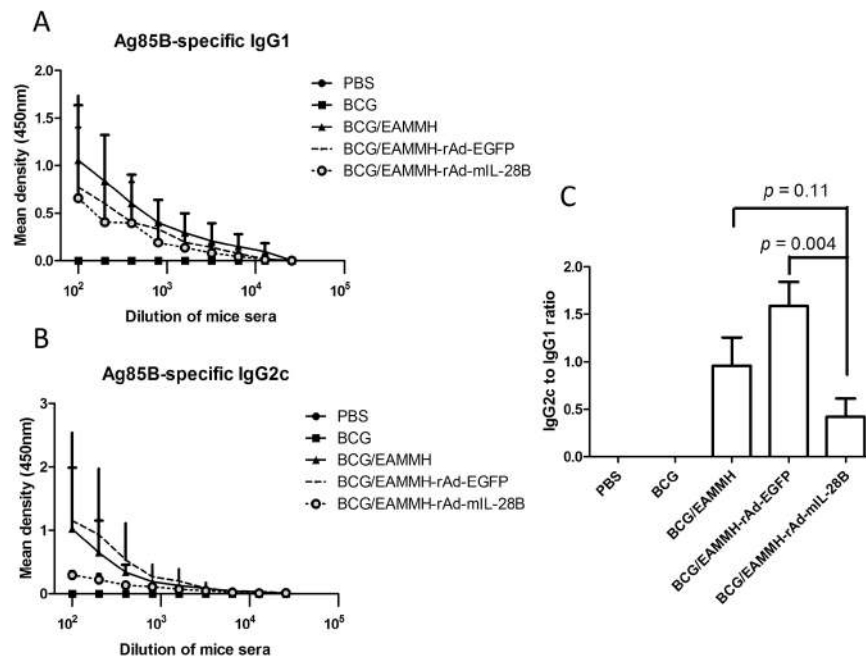 A
Ag85B-specific IgG1
Mean density (450nm)
2.0
1.5
1.0
0.5
0.0
10²
10³
10⁴
10⁵
Dilution of mice sera
PBS
BCG
BCG/EAMMH
BCG/EAMMH-rAd-EGFP
BCG/EAMMH-rAd-mIL-28B
B
Ag85B-specific IgG2c
Mean density (450nm)
3
2
1
0
10²
10³
10⁴
10⁵
Dilution of mice sera
PBS
BCG
BCG/EAMMH
BCG/EAMMH-rAd-EGFP
BCG/EAMMH-rAd-mIL-28B
C
p = 0.11
p = 0.004
IgG2c to IgG1 ratio
2.0
1.5
1.0
0.5
0.0
PBS
BCG
BCG/EAMMH
BCG/EAMMH-rAd-EGFP
BCG/EAMMH-rAd-mIL-28B